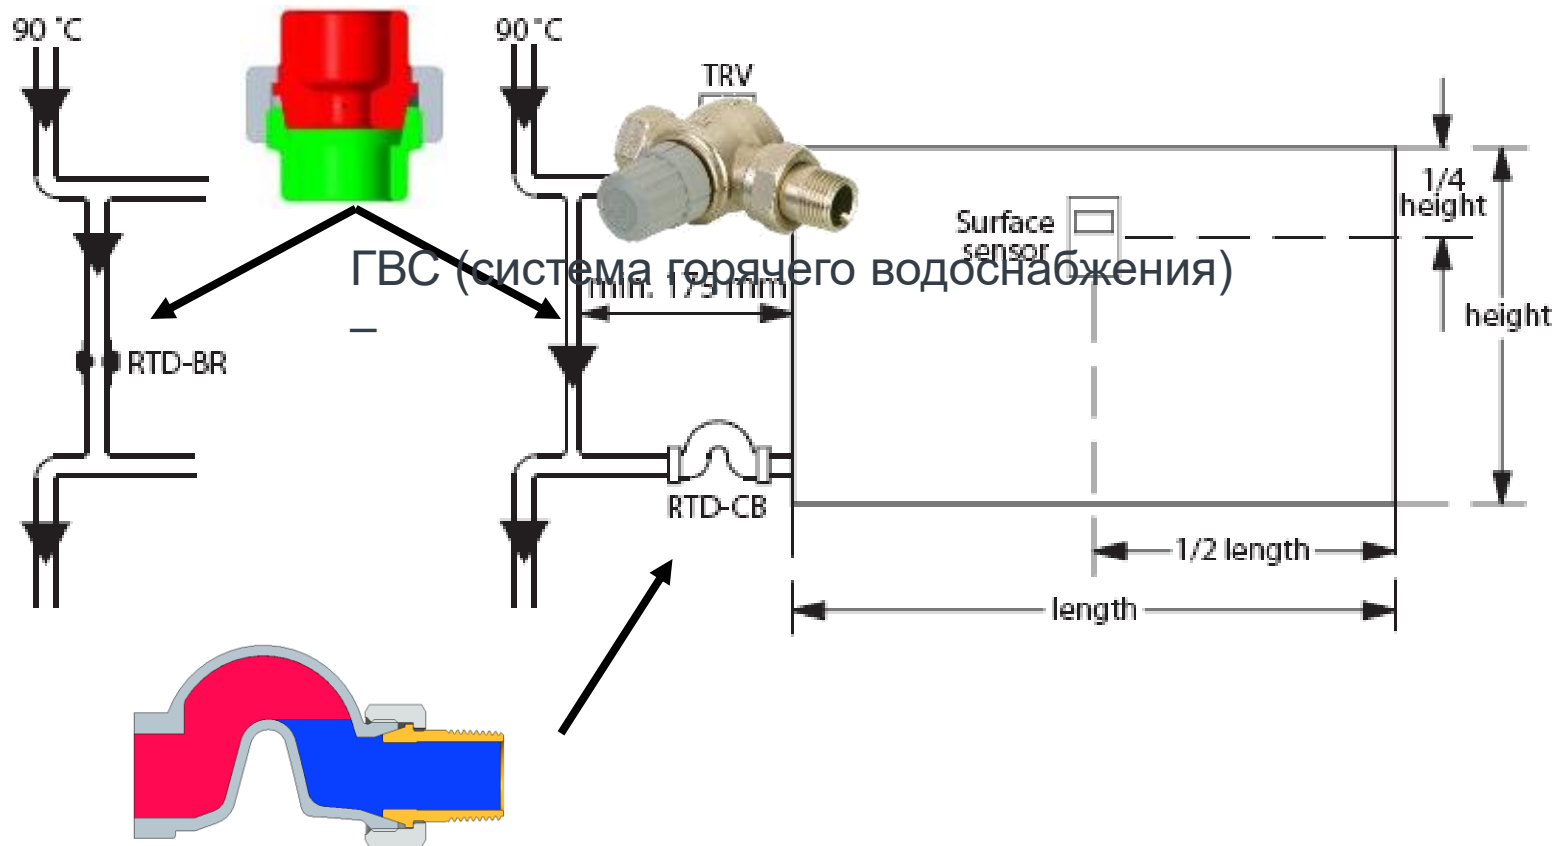 90 °C
90 °C
TRV
1/4
height
Surface
sensor
ГВС (система горячего водоснабжения)
–
min. 175 mm
height
RTD-BR
RTD-CB
1/2 length
length